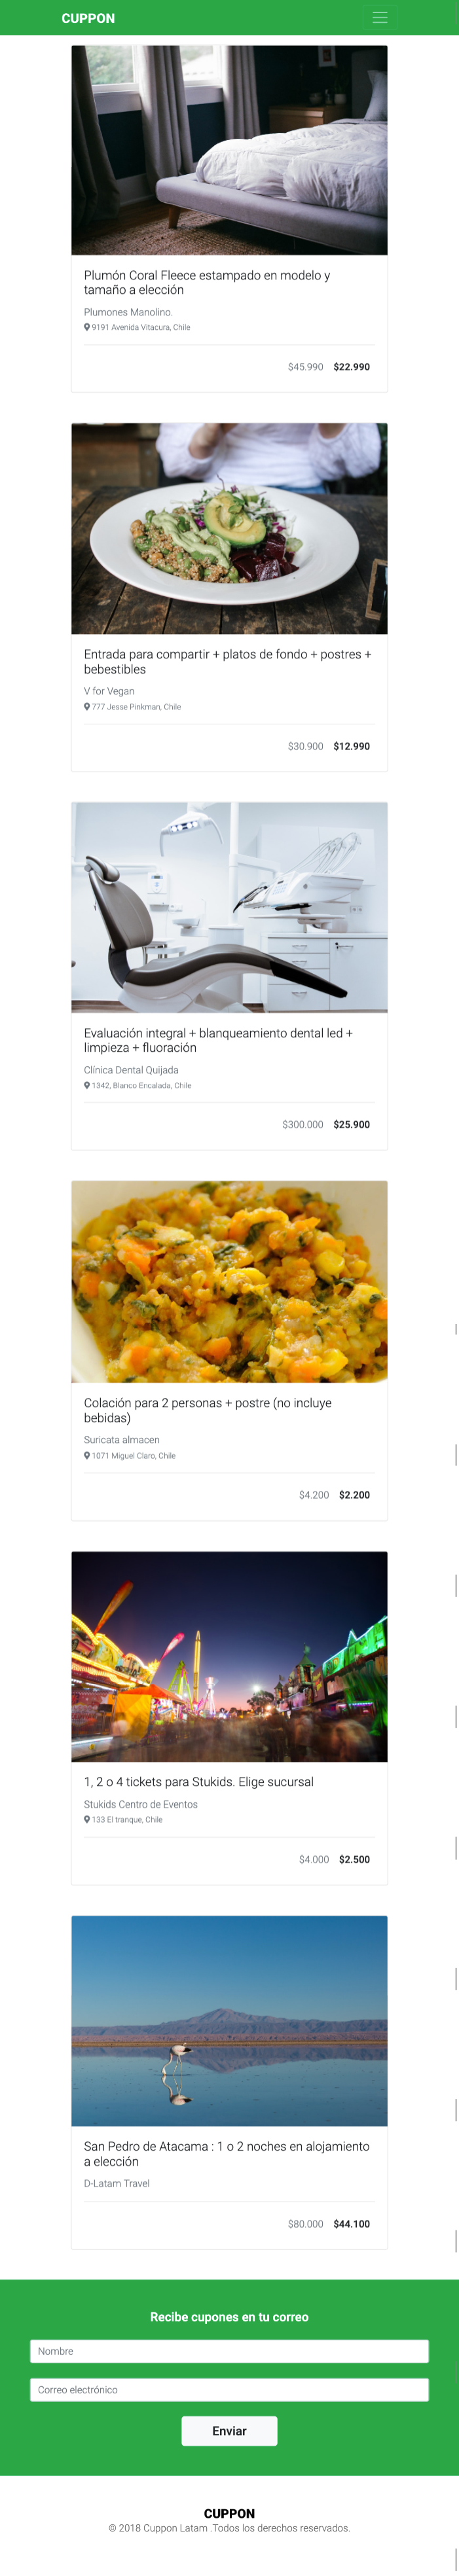 CUPPON
Plumón Coral Fleece estampado en modelo y
tamaño a elección
Plumones Manolino.
9191 Avenida Vitacura, Chile
$45.990 $22.990
Entrada para compartir + platos de fondo + postres +
bebestibles
V for Vegan
777 Jesse Pinkman, Chile
$30.900 $12.990
Evaluación integral + blanqueamiento dental led +
limpieza + fluoración
Clínica Dental Quijada
1342, Blanco Encalada, Chile
$300.000 $25.900
Colación para 2 personas + postre (no incluye
bebidas)
Suricata almacen
1071 Miguel Claro, Chile
$4.200 $2.200
1, 2 o 4 tickets para Stukids. Elige sucursal
Stukids Centro de Eventos
133 El tranque, Chile
$4.000 $2.500
San Pedro de Atacama : 1 o 2 noches en alojamiento
a elección
D-Latam Travel
$80.000 $44.100
Recibe cupones en tu correo
Nombre
Correo electrónico
Enviar
CUPPON
© 2018 Cuppon Latam .Todos los derechos reservados.